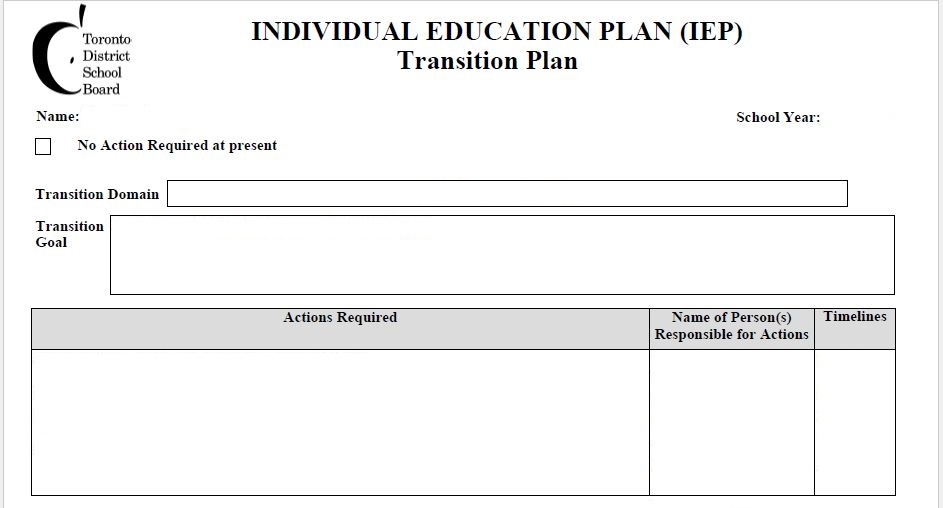 Toronto
District
School
Board
INDIVIDUAL EDUCATION PLAN (IEP)
Transition Plan
Name:
School Year:
No Action Required at present
Transition Domain
Transition
Goal
Actions Required
Name of Person(s)
Responsible for Actions
Timelines